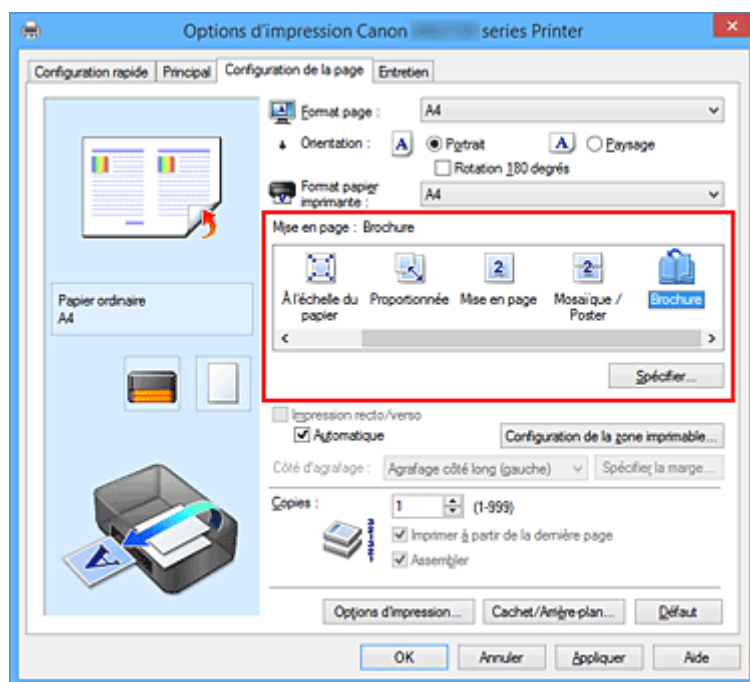 Options d'impression Canon series Printer
Configuration rapide Principal Configuration de la page Entretien
Format page : A4
Orientation : A Portrait A Paysage
Rotation 180 degrés
Format papier
imprimante : A4
Mise en page : Brochure
2 2
À l'échelle du
papier
Proportionnée
Mise en page
Mosaïque /
Poster
Brochure
Papier ordinaire
A4
Spécifier...
Impression recto/verso
Automatique
Configuration de la zone imprimable...
Côté d'agrafage : Agrafage côté long (gauche) Spécifier la marge...
Copies : 1 (1-999)
Imprimer à partir de la dernière page
Assembler
A
Options d'impression... Cachet/Arrière-plan... Défaut
OK Annuler Appliquer Aide